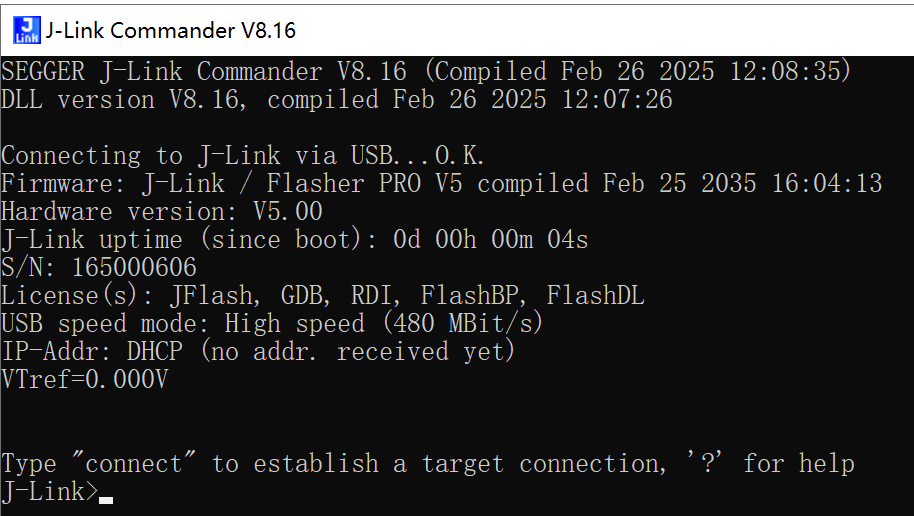 J-Link Commander V8.16
SEGGER J-Link Commander V8.16 (Compiled Feb 26 2025 12:08:35)
DLL version V8.16, compiled Feb 26 2025 12:07:26
Connecting to J-Link via USB...O.K.
Firmware: J-Link / Flasher PRO V5 compiled Feb 25 2035 16:04:13
Hardware version: V5.00
J-Link uptime (since boot): 0d 00h 00m 04s
S/N: 165000606
License(s): JFlash, GDB, RDI, FlashBP, FlashDL
USB speed mode: High speed (480 MBit/s)
IP-Addr: DHCP (no addr. received yet)
VTref=0.000V
Type "connect" to establish a target connection, '?' for help
J-Link>